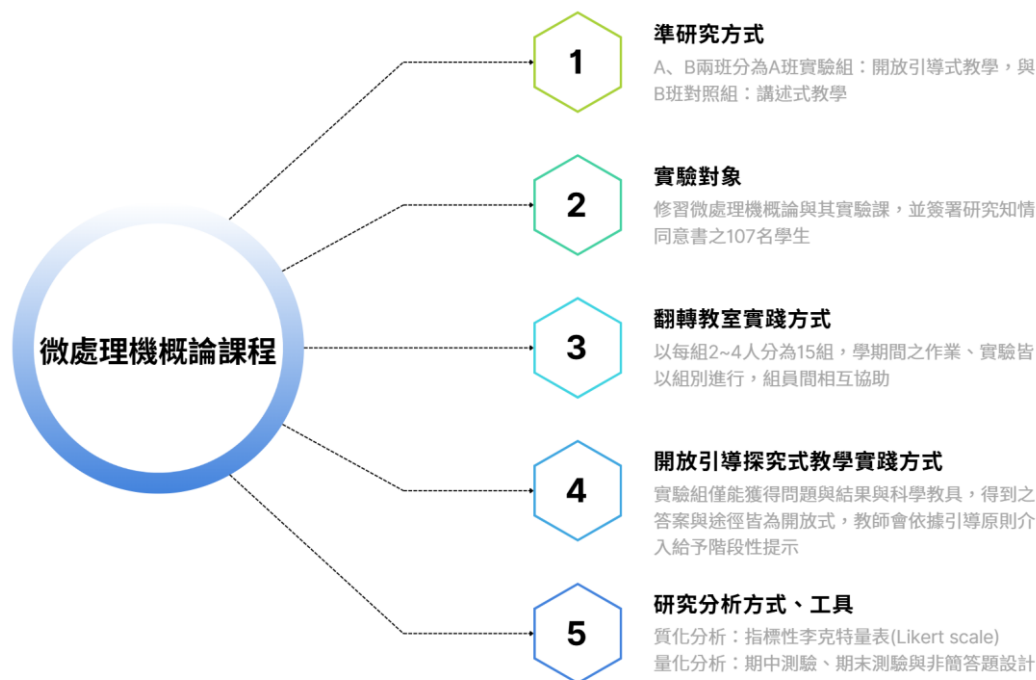 1
準研究方式
A、B兩班分為A班實驗組：開放引導式教學，與
B班對照組：講述式教學
2
實驗對象
修習微處理機概論與其實驗課，並簽署研究知情
同意書之107名學生
微處理機概論課程
3
翻轉教室實踐方式
以每組2~4人分為15組，學期間之作業、實驗皆
以組別進行，組員間相互協助
4
開放引導探究式教學實踐方式
實驗組僅能獲得問題與結果與科學教具，得到之
答案與途徑皆為開放式，教師會依據引導原則介
入給予階段性提示
5
研究分析方式、工具
質化分析：指標性李克特量表(Likert scale)
量化分析：期中測驗、期末測驗與非簡答題設計